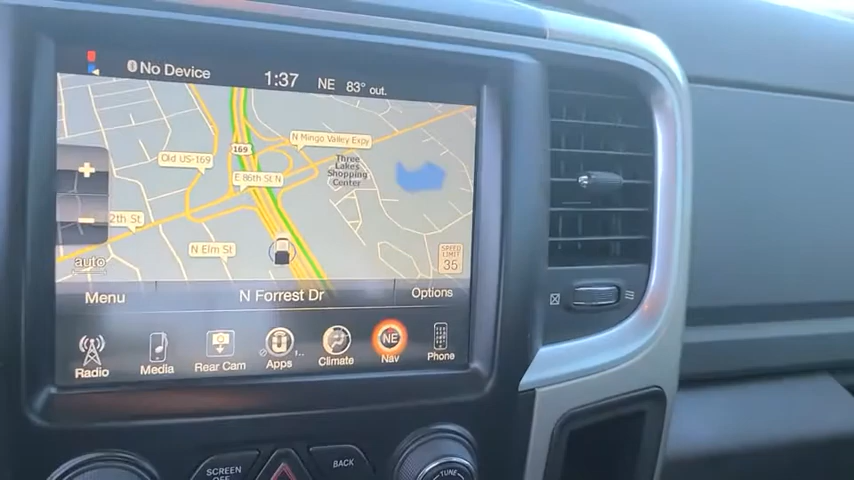 No Device
1:37
NE
83° out.
N Mingo Valley Expy
169
Old US-169
Three
Lakes
Shopping
Center
E 86th St N
2th St
N Elm St
auto
SPEED
LIMIT
35
Menu
N Forrest Dr
Options
NE
Radio
Media
Rear Cam
Apps
Climate
Nav
Phone
SCREEN
OFF
BACK
TUNE